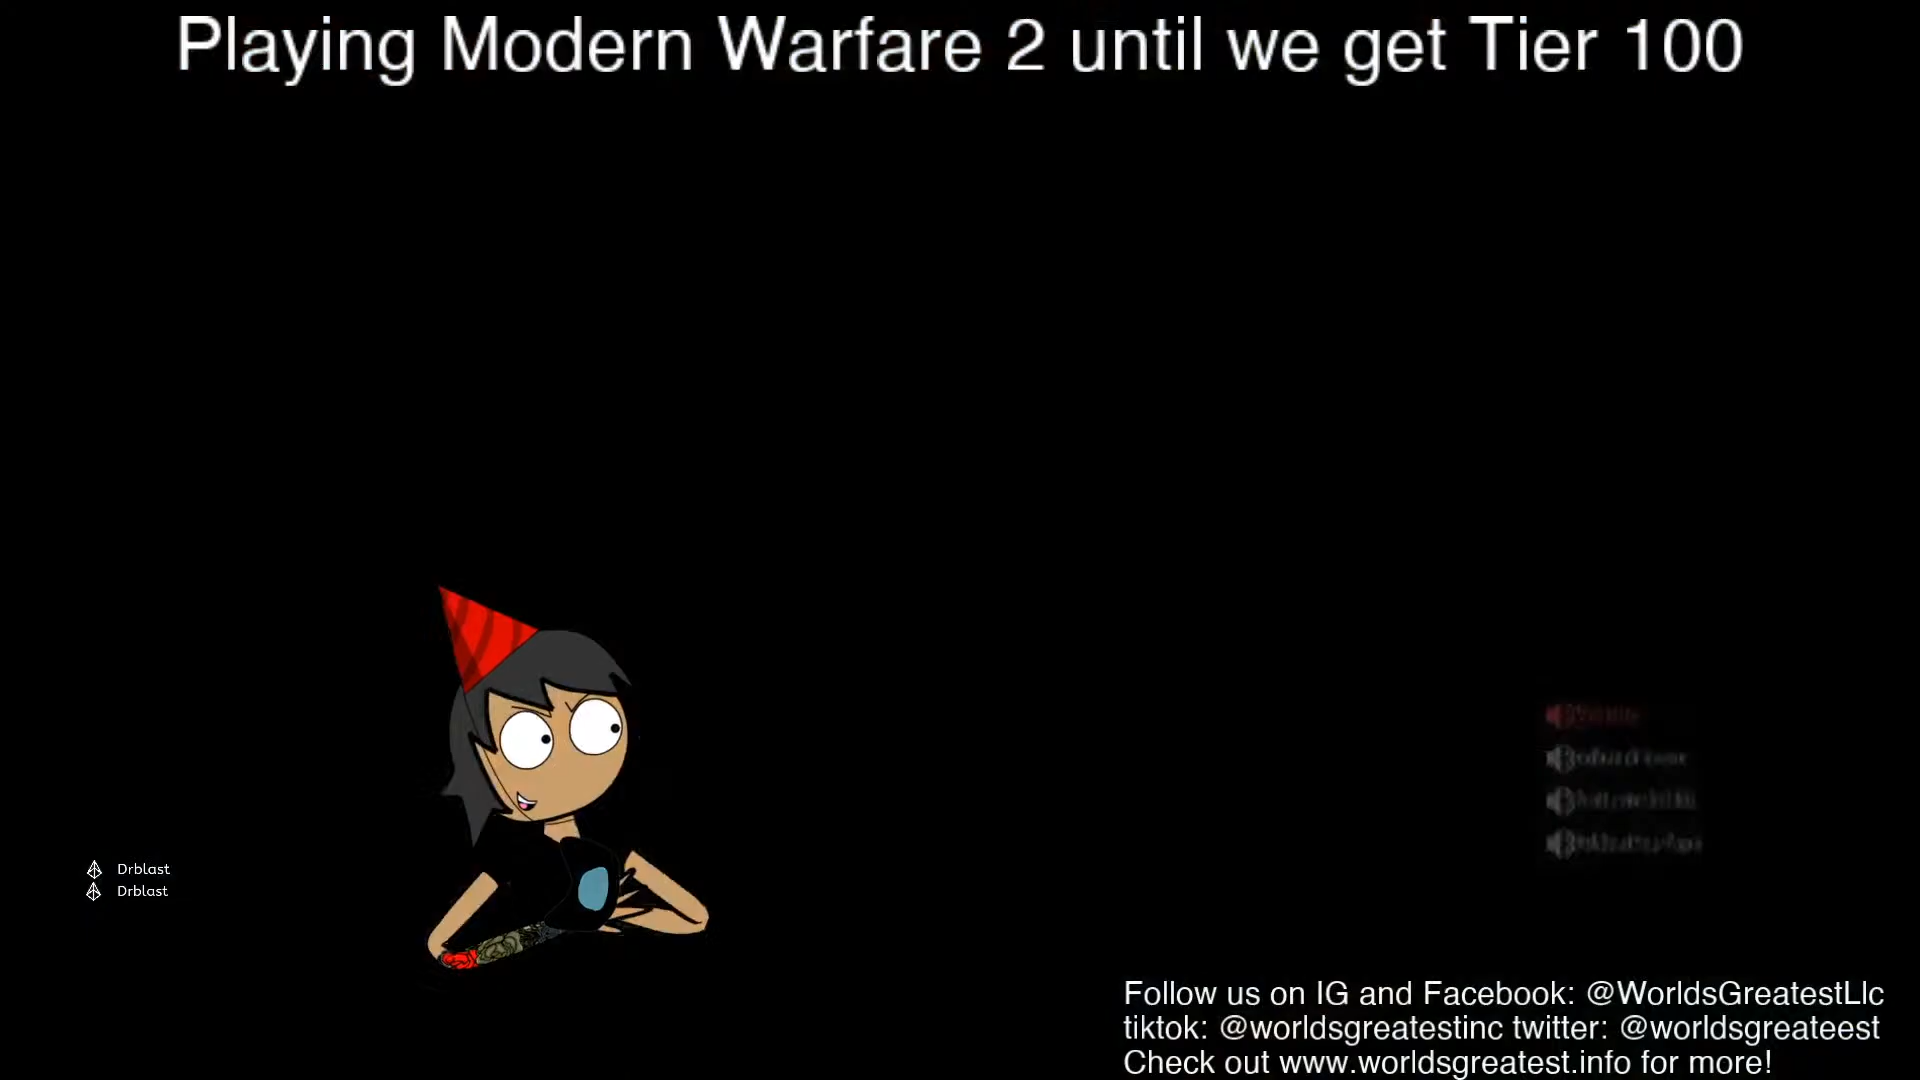 Playing Modern Warfare 2 until we get Tier 100
Drblast
Drblast
Follow us on IG and Facebook: @WorldsGreatestLlc
tiktok: @worldsgreatestinc twitter: @worldsgreateest
Check out www.worldsgreatest.info for more!